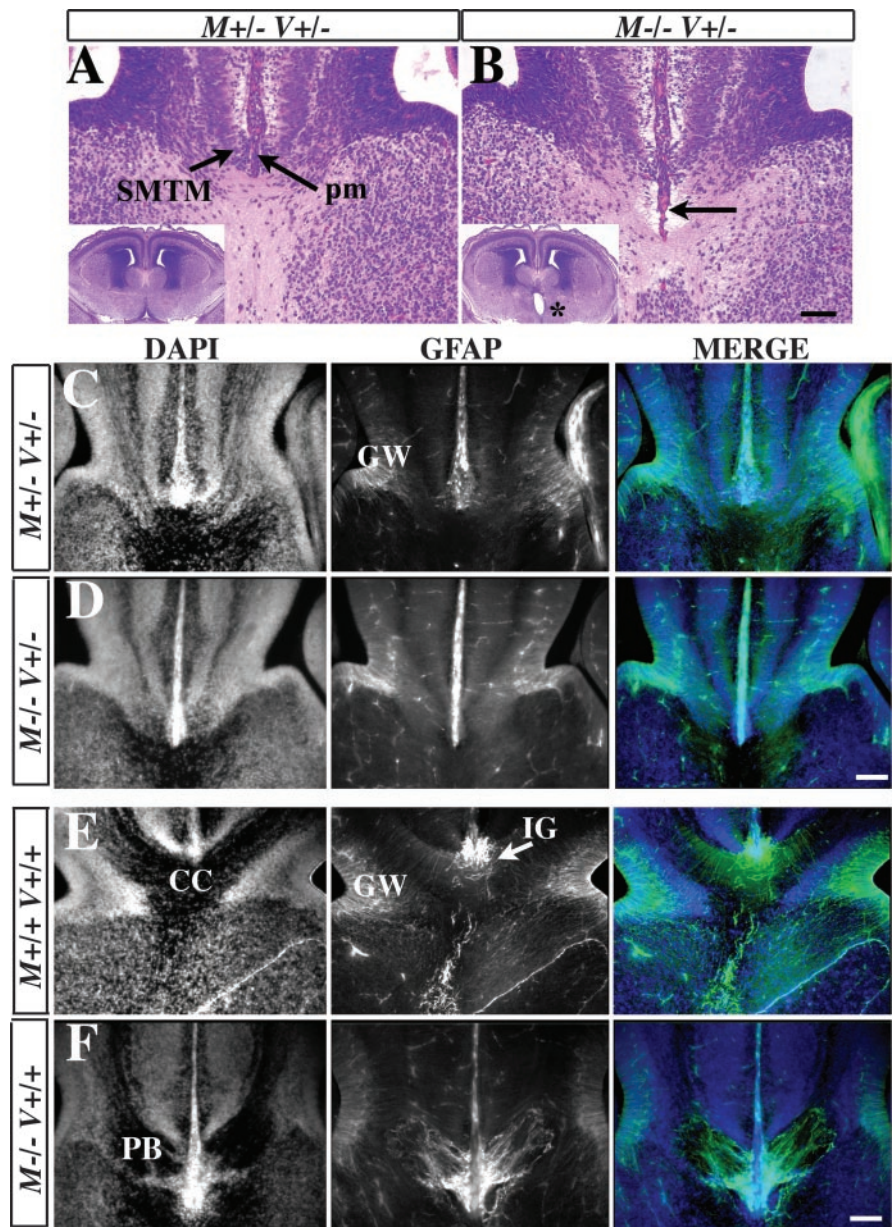 M+/- V+/-
M-/- V+/-
A
B
SMTM
pm
*
DAPI
GFAP
MERGE
M+/- V+/-
C
GW
M-/- V+/-
D
M+/+ V+/+
E
CC
GW
IG
M-/- V+/+
F
PB